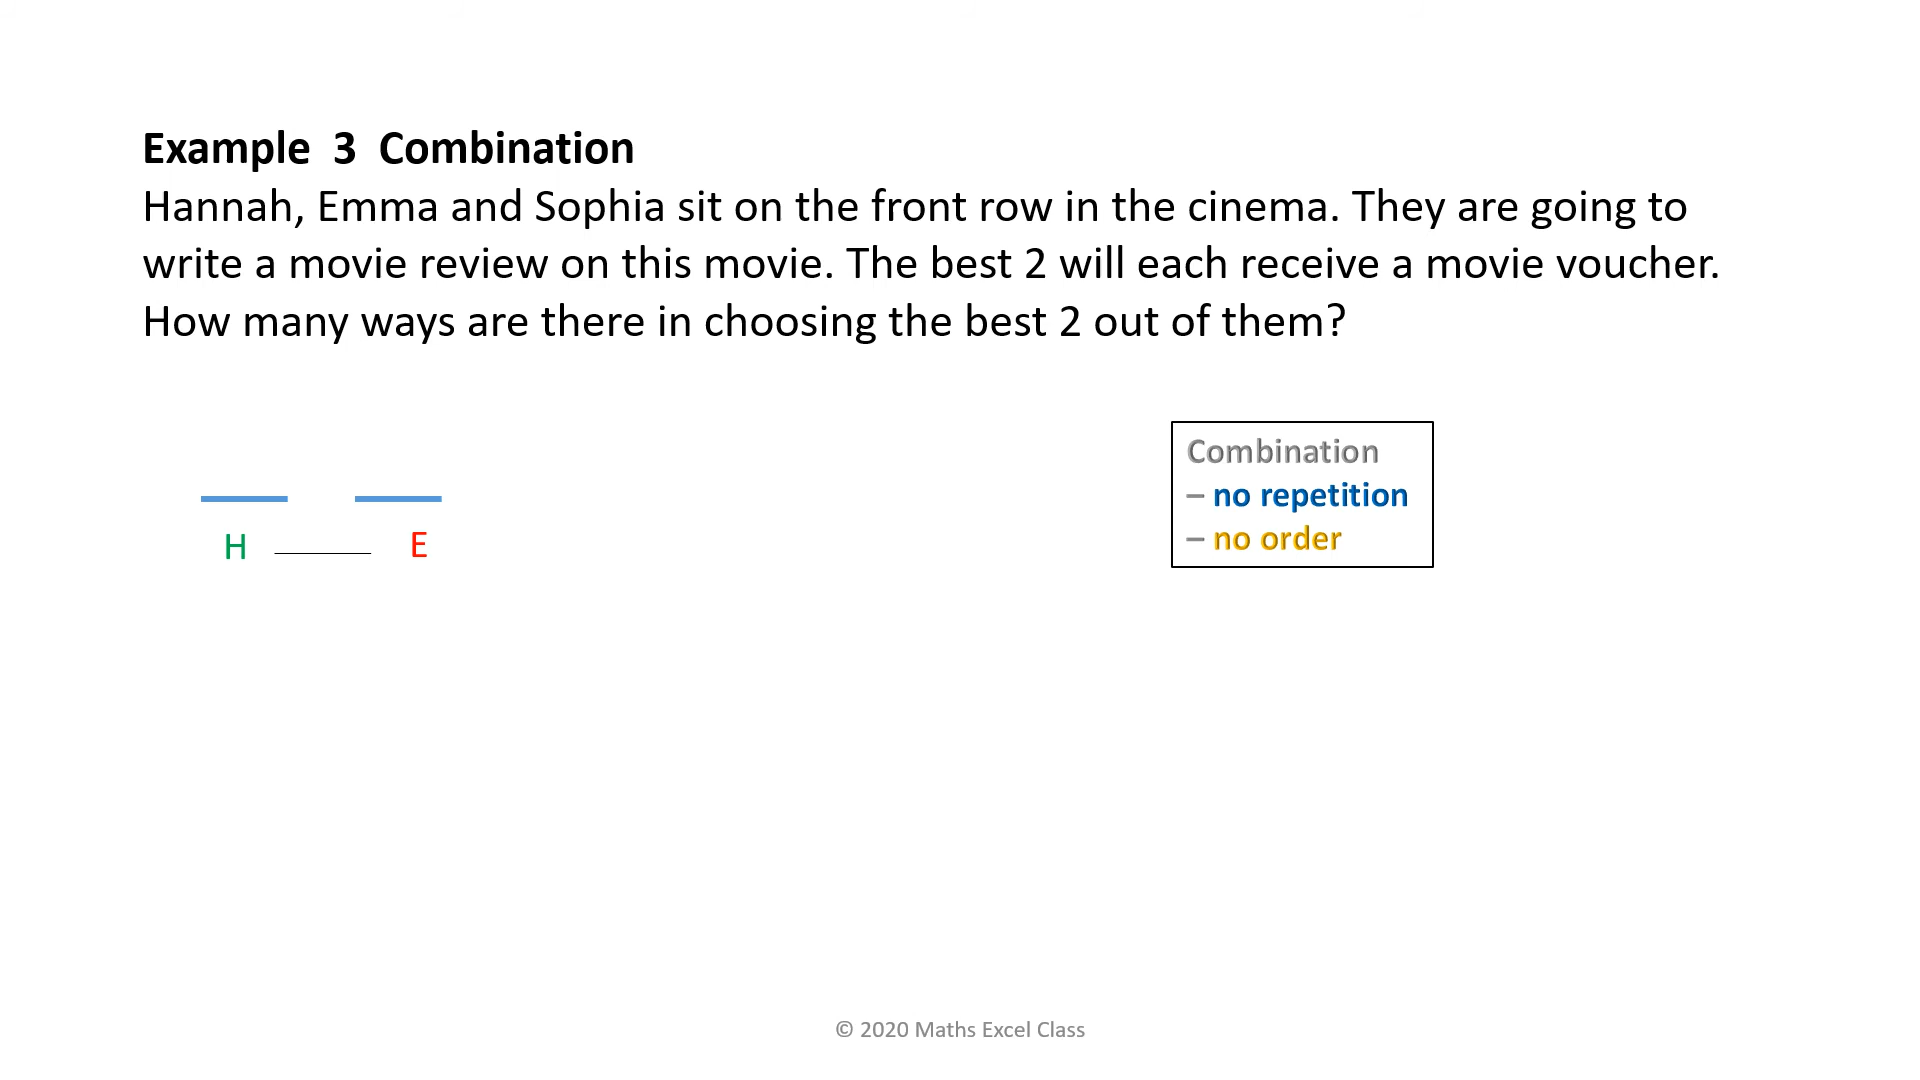 Example 3 Combination
Hannah, Emma and Sophia sit on the front row in the cinema. They are going to
write a movie review on this movie. The best 2 will each receive a movie voucher.
How many ways are there in choosing the best 2 out of them?
Combination
– no repetition
– no order
H E
© 2020 Maths Excel Class